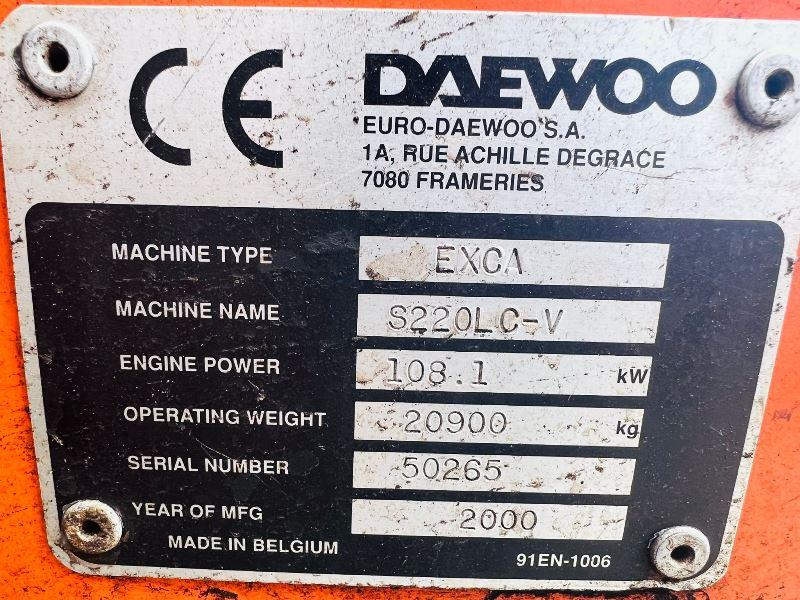 CE
DAEWOO
EURO-DAEWOO S.A.
1A, RUE ACHILLE DEGRACE
7080 FRAMERIES
MACHINE TYPE EXCA
MACHINE NAME S220LC-V
ENGINE POWER 108.1 kW
OPERATING WEIGHT 20900 kg
SERIAL NUMBER 50265
YEAR OF MFG 2000
MADE IN BELGIUM 91EN-1006